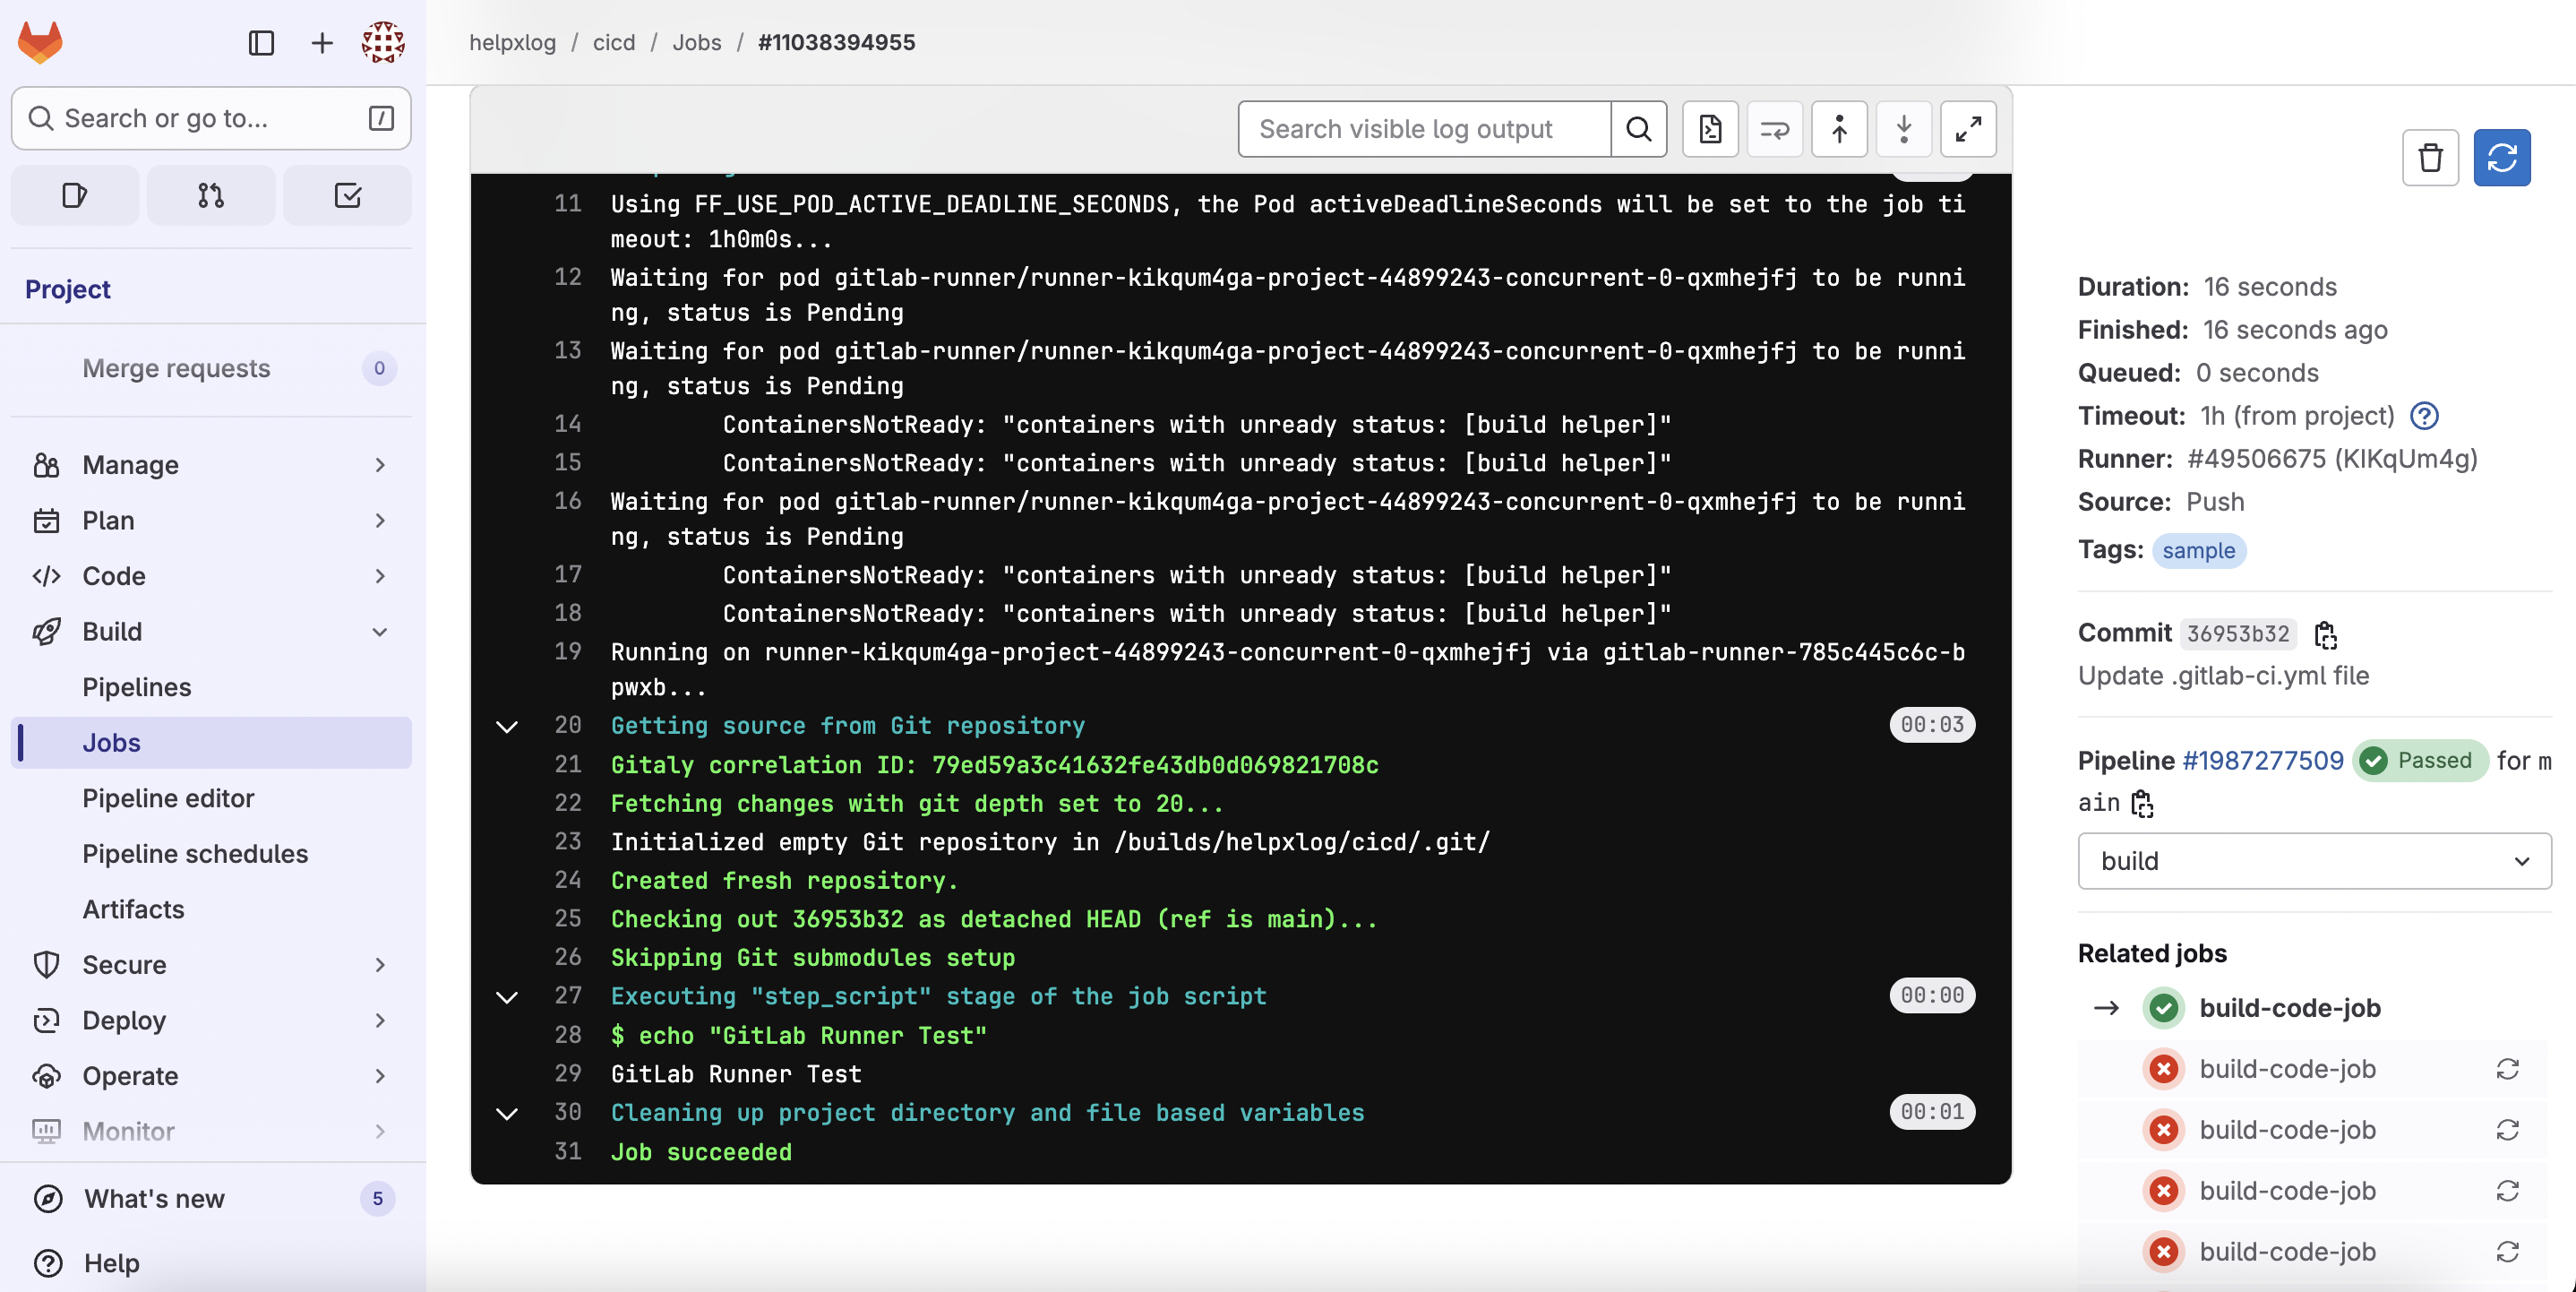 helpxlog / cicd / Jobs / #11038394955
Search or go to...
/
Project
Merge requests 0
Manage
Plan
Code
Build
Pipelines
Jobs
Pipeline editor
Pipeline schedules
Artifacts
Secure
Deploy
Operate
Monitor
What's new 5
Help
Search visible log output
11 Using FF_USE_POD_ACTIVE_DEADLINE_SECONDS, the Pod activeDeadlineSeconds will be set to the job ti
meout: 1h0m0s...
12 Waiting for pod gitlab-runner/runner-kikqum4ga-project-44899243-concurrent-0-qxmhejfj to be runni
ng, status is Pending
13 Waiting for pod gitlab-runner/runner-kikqum4ga-project-44899243-concurrent-0-qxmhejfj to be runni
ng, status is Pending
14 ContainersNotReady: "containers with unready status: [build helper]"
15 ContainersNotReady: "containers with unready status: [build helper]"
16 Waiting for pod gitlab-runner/runner-kikqum4ga-project-44899243-concurrent-0-qxmhejfj to be runni
ng, status is Pending
17 ContainersNotReady: "containers with unready status: [build helper]"
18 ContainersNotReady: "containers with unready status: [build helper]"
19 Running on runner-kikqum4ga-project-44899243-concurrent-0-qxmhejfj via gitlab-runner-785c445c6c-b
pwxb...
20 Getting source from Git repository 00:03
21 Gitaly correlation ID: 79ed59a3c41632fe43db0d069821708c
22 Fetching changes with git depth set to 20...
23 Initialized empty Git repository in /builds/helpxlog/cicd/.git/
24 Created fresh repository.
25 Checking out 36953b32 as detached HEAD (ref is main)...
26 Skipping Git submodules setup
27 Executing "step_script" stage of the job script 00:00
28 $ echo "GitLab Runner Test"
29 GitLab Runner Test
30 Cleaning up project directory and file based variables 00:01
31 Job succeeded
Duration: 16 seconds
Finished: 16 seconds ago
Queued: 0 seconds
Timeout: 1h (from project)
Runner: #49506675 (KIKqUm4g)
Source: Push
Tags: sample
Commit 36953b32
Update .gitlab-ci.yml file
Pipeline #1987277509 Passed for m
ain
build
Related jobs
build-code-job
build-code-job
build-code-job
build-code-job
build-code-job